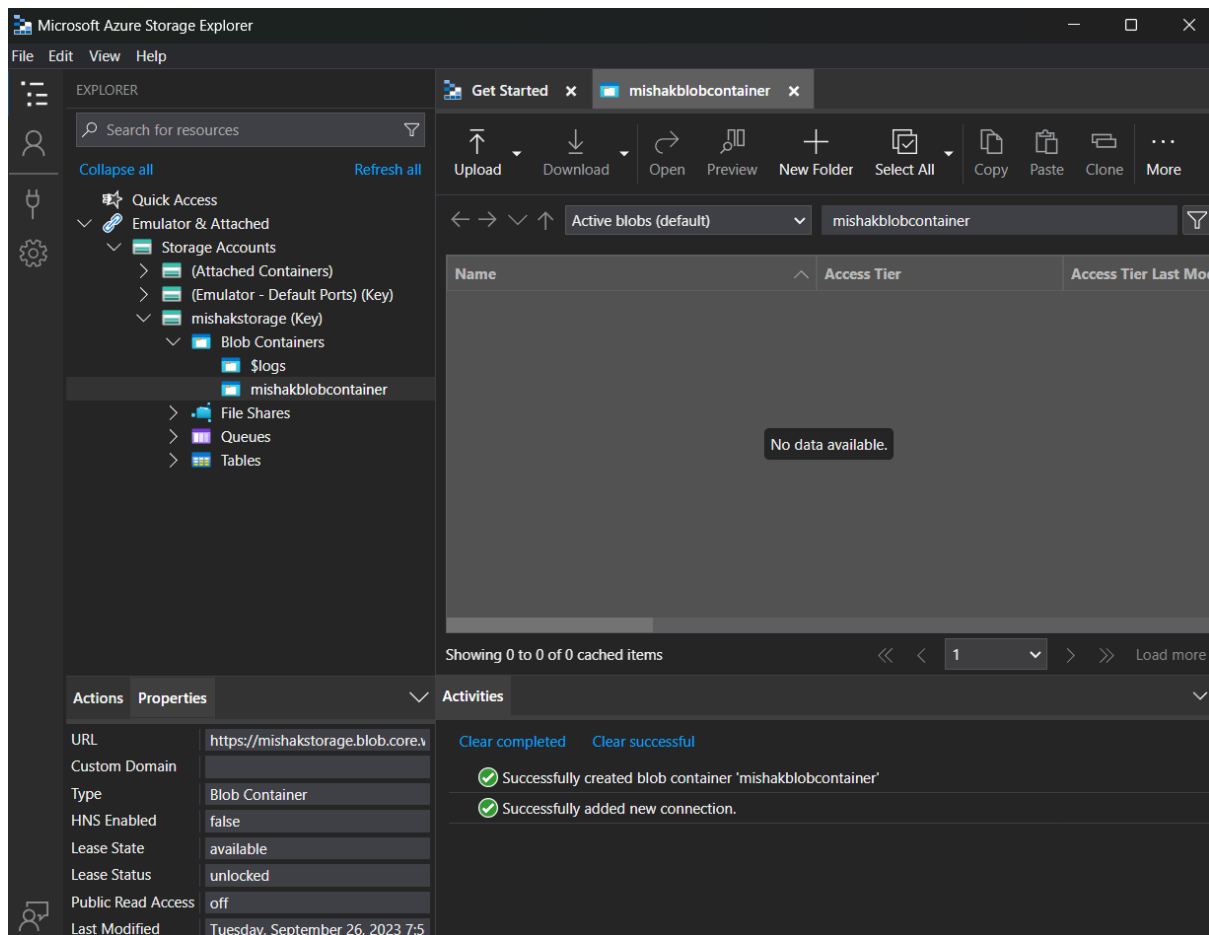 Microsoft Azure Storage Explorer
File Edit View Help
EXPLORER
Search for resources
Collapse all Refresh all
Quick Access
Emulator & Attached
Storage Accounts
(Attached Containers)
(Emulator - Default Ports) (Key)
mishakstorage (Key)
Blob Containers
$logs
mishakblobcontainer
File Shares
Queues
Tables
Get Started mishakblobcontainer
Upload Download Open Preview New Folder Select All Copy Paste Clone More
Active blobs (default) mishakblobcontainer
Name Access Tier Access Tier Last Mo
No data available.
Showing 0 to 0 of 0 cached items 1 Load more
Actions Properties
URL https://mishakstorage.blob.core.
Custom Domain
Type Blob Container
HNS Enabled false
Lease State available
Lease Status unlocked
Public Read Access off
Last Modified Tuesday, September 26, 2023 7:5
Activities
Clear completed Clear successful
Successfully created blob container 'mishakblobcontainer'
Successfully added new connection.